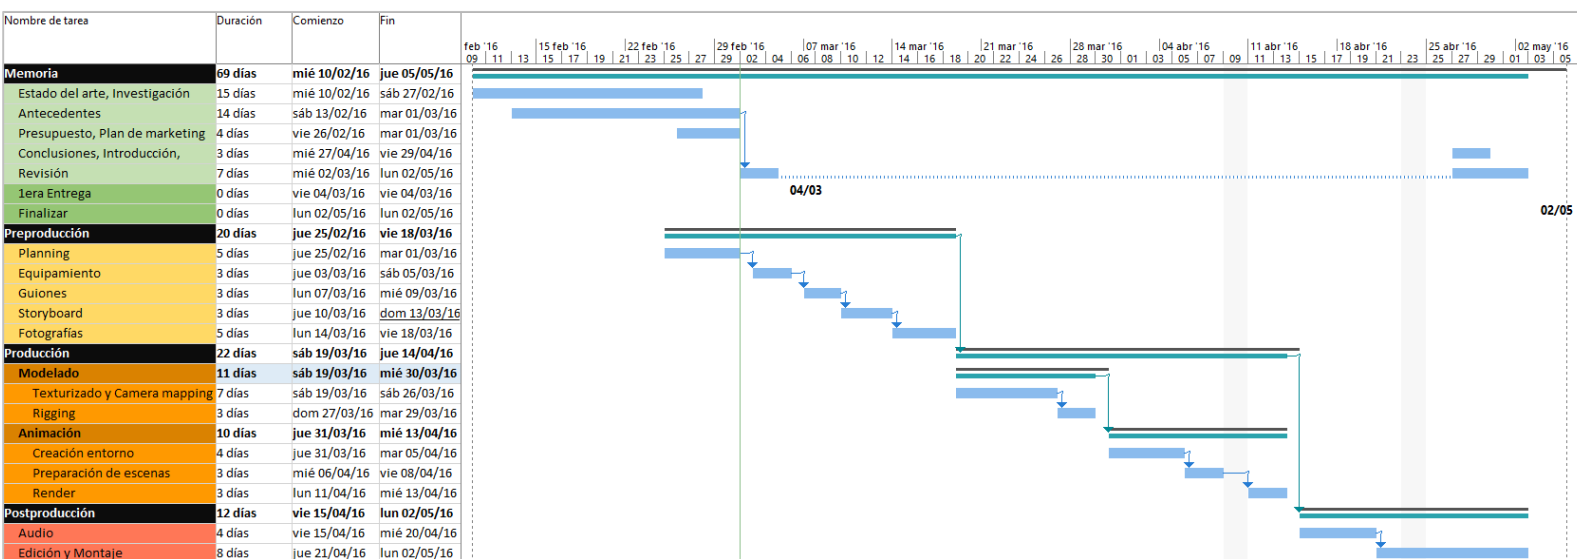 Nombre de tarea Duración Comienzo Fin
feb '16 15 feb '16 22 feb '16 29 feb '16 07 mar '16 14 mar '16 21 mar '16 28 mar '16 04 abr '16 11 abr '16 18 abr '16 25 abr '16 02 may '16
09 11 13 15 17 19 21 23 25 27 29 02 04 06 08 10 12 14 16 18 20 22 24 26 28 30 01 03 05 07 09 11 13 15 17 19 21 23 25 27 29 01 03 05
Memoria 69 días mié 10/02/16 jue 05/05/16
Estado del arte, Investigación 15 días mié 10/02/16 sáb 27/02/16
Antecedentes 14 días sáb 13/02/16 mar 01/03/16
Presupuesto, Plan de marketing 4 días vie 26/02/16 mar 01/03/16
Conclusiones, Introducción, 3 días mié 27/04/16 vie 29/04/16
Revisión 7 días mié 02/03/16 lun 02/05/16
1era Entrega 0 días vie 04/03/16 vie 04/03/16 04/03
Finalizar 0 días lun 02/05/16 lun 02/05/16 02/05
Preproducción 20 días jue 25/02/16 vie 18/03/16
Planning 5 días jue 25/02/16 mar 01/03/16
Equipamiento 3 días jue 03/03/16 sáb 05/03/16
Guiones 3 días lun 07/03/16 mié 09/03/16
Storyboard 3 días jue 10/03/16 dom 13/03/16
Fotografías 5 días lun 14/03/16 vie 18/03/16
Producción 22 días sáb 19/03/16 jue 14/04/16
Modelado 11 días sáb 19/03/16 mié 30/03/16
Texturizado y Camera mapping 7 días sáb 19/03/16 sáb 26/03/16
Rigging 3 días dom 27/03/16 mar 29/03/16
Animación 10 días jue 31/03/16 mié 13/04/16
Creación entorno 4 días jue 31/03/16 mar 05/04/16
Preparación de escenas 3 días mié 06/04/16 vie 08/04/16
Render 3 días lun 11/04/16 mié 13/04/16
Postproducción 12 días vie 15/04/16 lun 02/05/16
Audio 4 días vie 15/04/16 mié 20/04/16
Edición y Montaje 8 días jue 21/04/16 lun 02/05/16